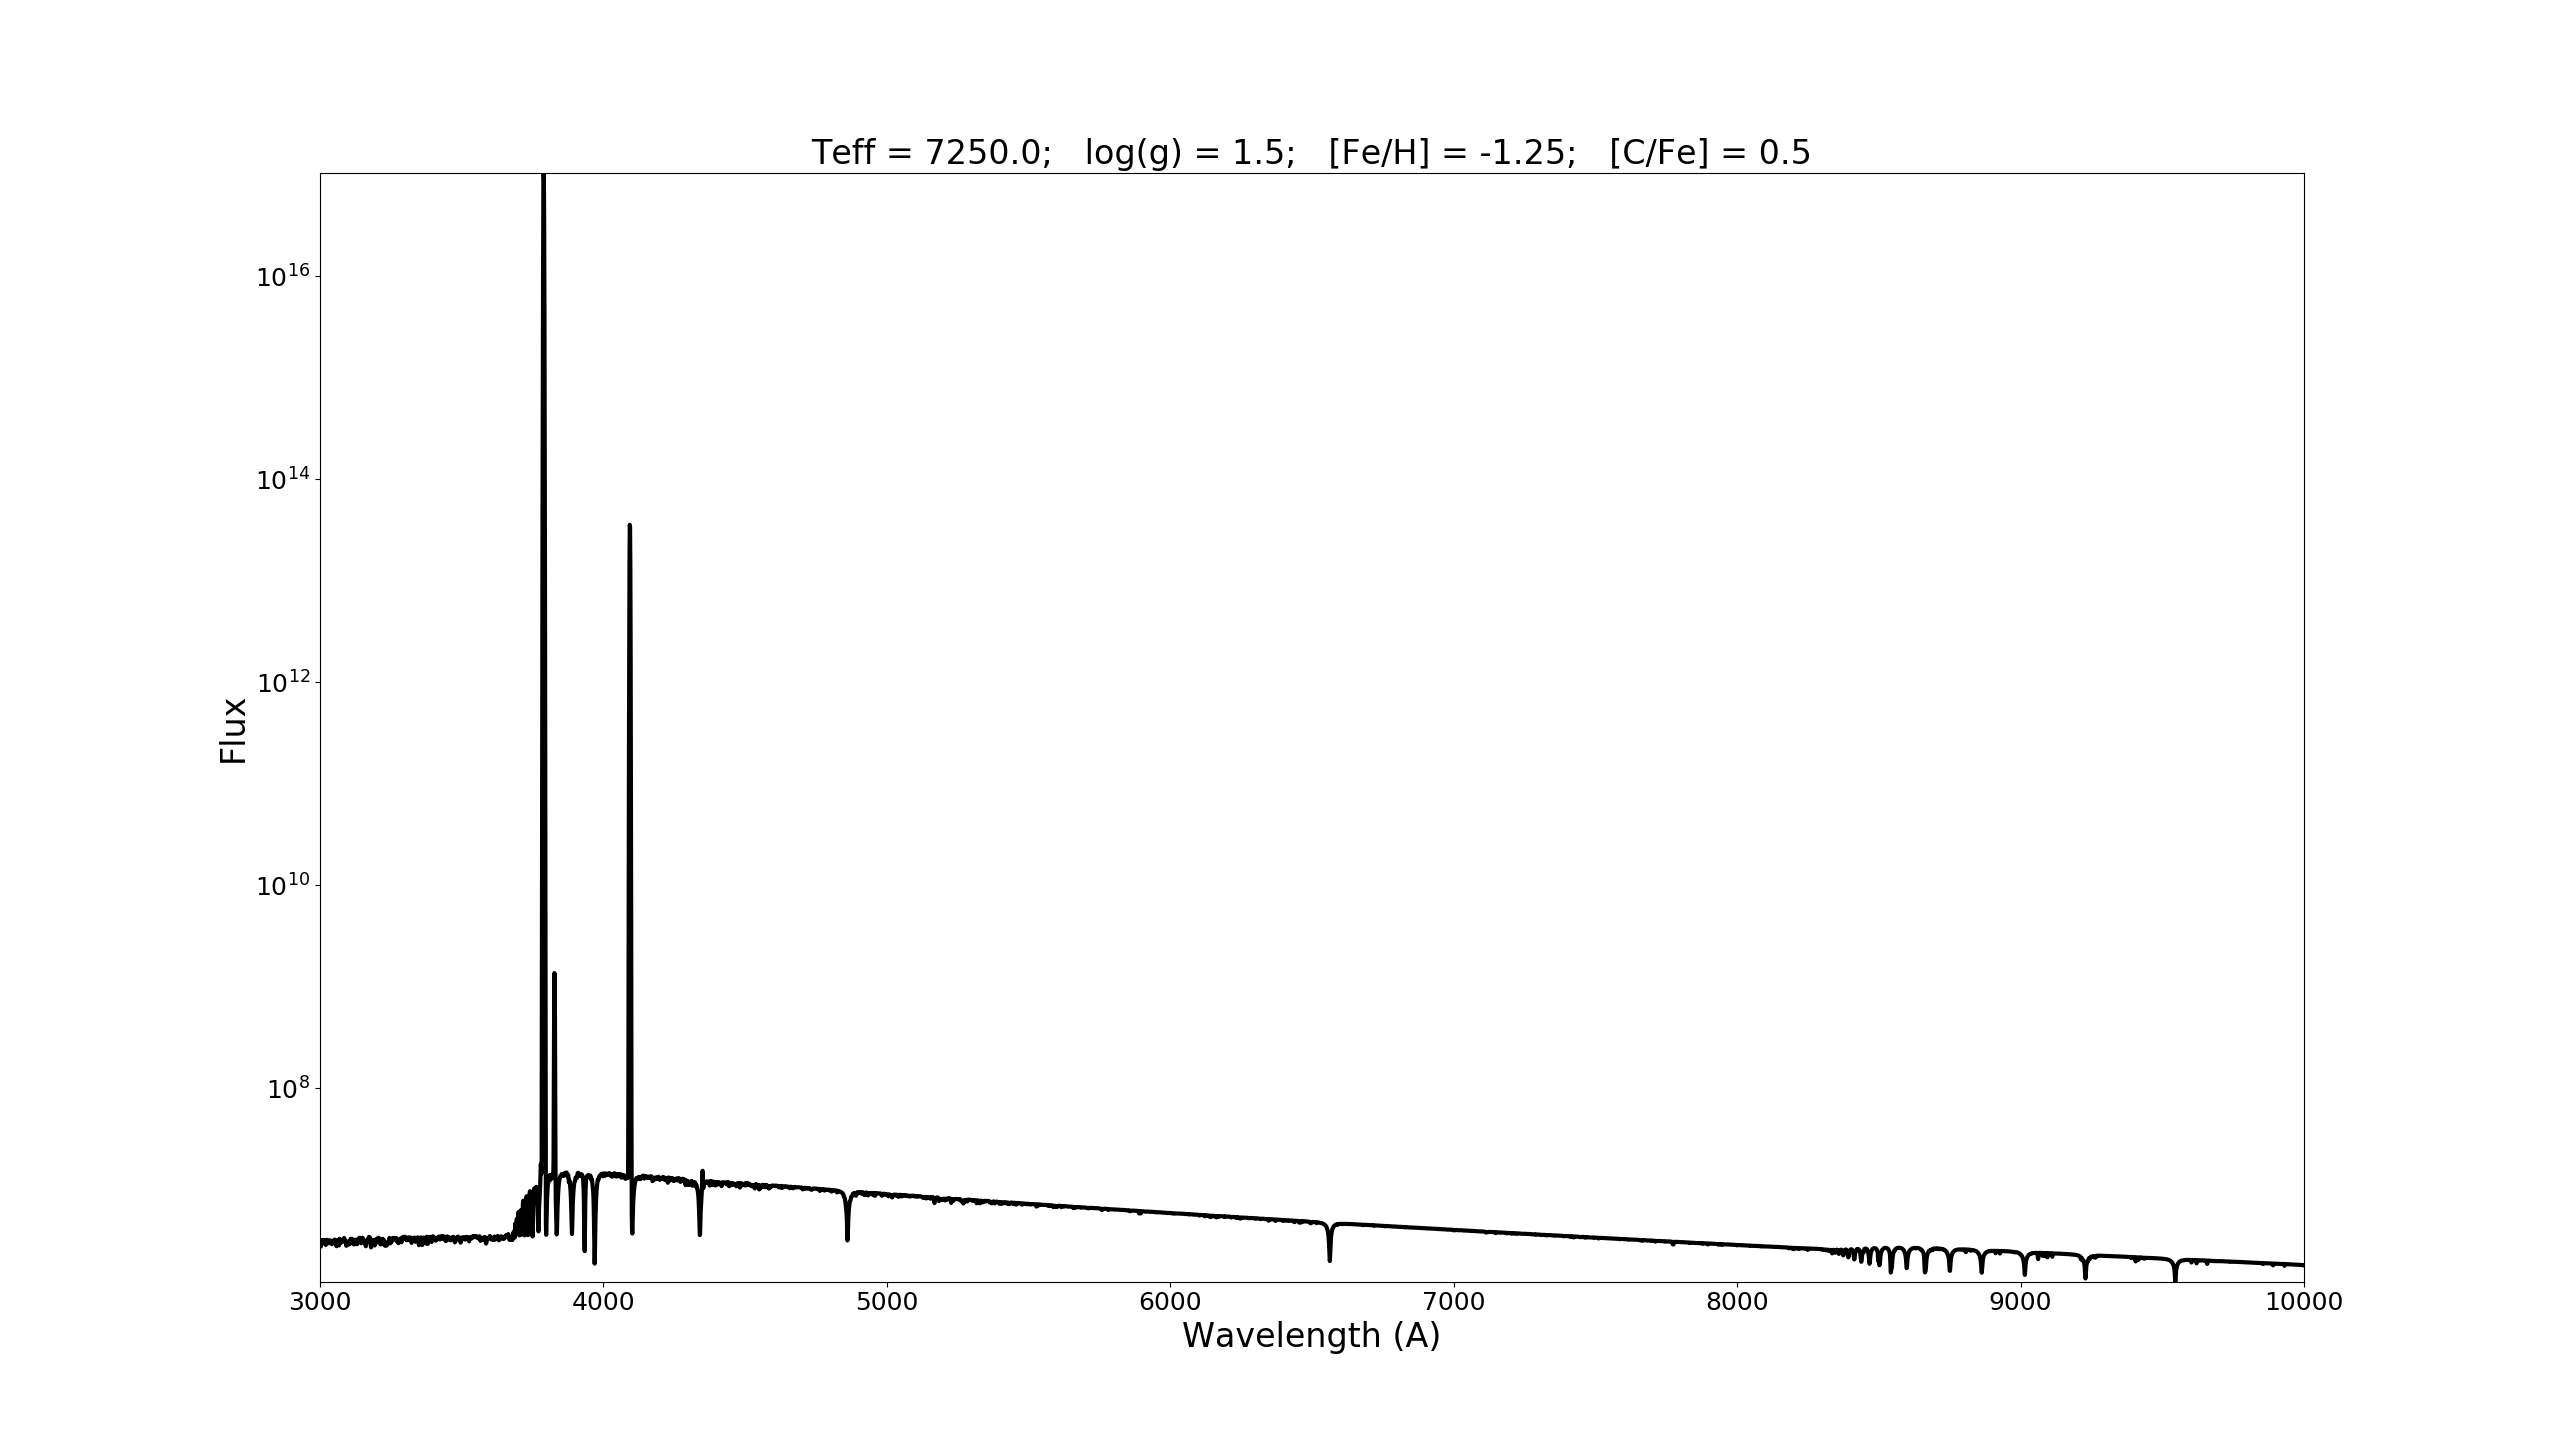 Teff = 7250.0;   log(g) = 1.5;   [Fe/H] = -1.25;   [C/Fe] = 0.5
10^16
10^14
10^12
10^10
10^8
Flux
3000 4000 5000 6000 7000 8000 9000 10000
Wavelength (A)